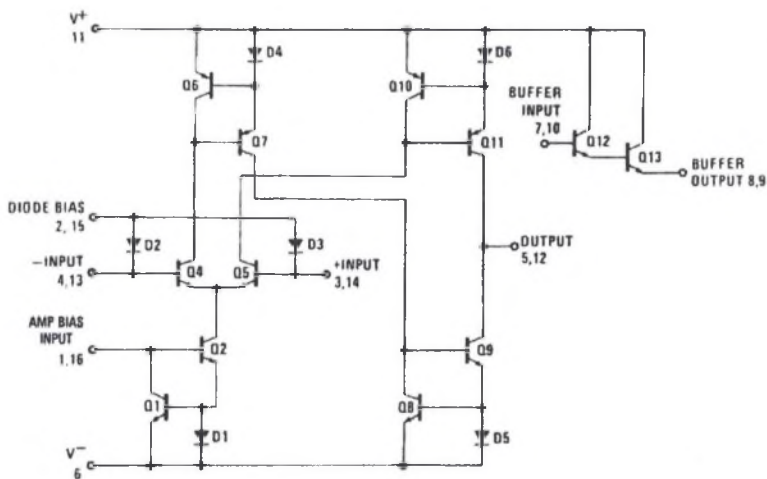 V+
11
D4
D6
Q6
Q10
BUFFER
INPUT
7,10
Q12
Q7
Q11
Q13
BUFFER
OUTPUT 8,9
DIODE BIAS
2, 15
D2
D3
-INPUT
4,13
Q4
Q5
+INPUT
3,14
OUTPUT
5,12
AMP BIAS
INPUT
1,16
Q2
Q9
Q1
Q8
D1
D5
V-
6